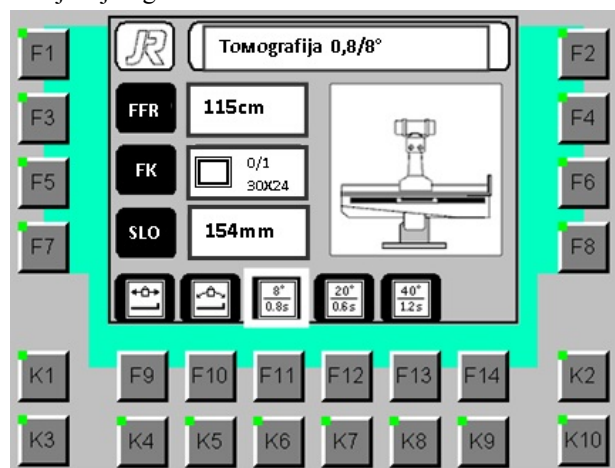 F1
JR
Томografija 0,8/8°
F2
F3
FFR
115cm
F4
F5
FK
0/1
30X24
F6
F7
SLO
154mm
F8
8°
0.8s
20°
0.6s
40°
1.2s
K1
F9
F10
F11
F12
F13
F14
K2
K3
K4
K5
K6
K7
K8
K9
K10